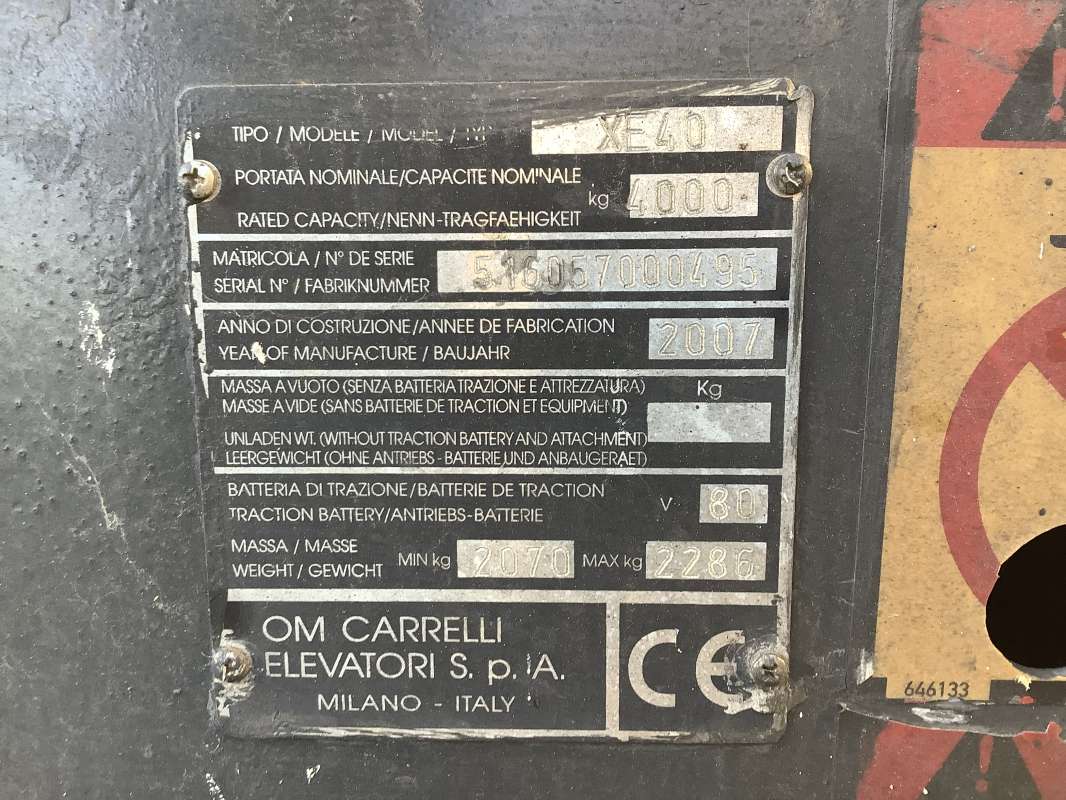 TIPO / MODELE / MODEL / TYP XE40
PORTATA NOMINALE/CAPACITE NOMINALE
kg 4000
RATED CAPACITY/NENN-TRAGFAEHIGKEIT
MATRICOLA / N° DE SERIE
516057000495
SERIAL N° / FABRIKNUMMER
ANNO DI COSTRUZIONE/ANNEE DE FABRICATION
2007
YEAR OF MANUFACTURE / BAUJAHR
MASSA A VUOTO (SENZA BATTERIA TRAZIONE E ATTREZZATURA) Kg
MASSE A VIDE (SANS BATTERIE DE TRACTION ET EQUIPMENT)
UNLADEN WT. (WITHOUT TRACTION BATTERY AND ATTACHMENT)
LEERGEWICHT (OHNE ANTRIEBS - BATTERIE UND ANBAUGERAET)
BATTERIA DI TRAZIONE/BATTERIE DE TRACTION
V 80
TRACTION BATTERY/ANTRIEBS-BATTERIE
MASSA / MASSE
MIN kg 2070 MAX kg 2286
WEIGHT / GEWICHT
OM CARRELLI
ELEVATORI S. p. A.
MILANO - ITALY
CE
646133